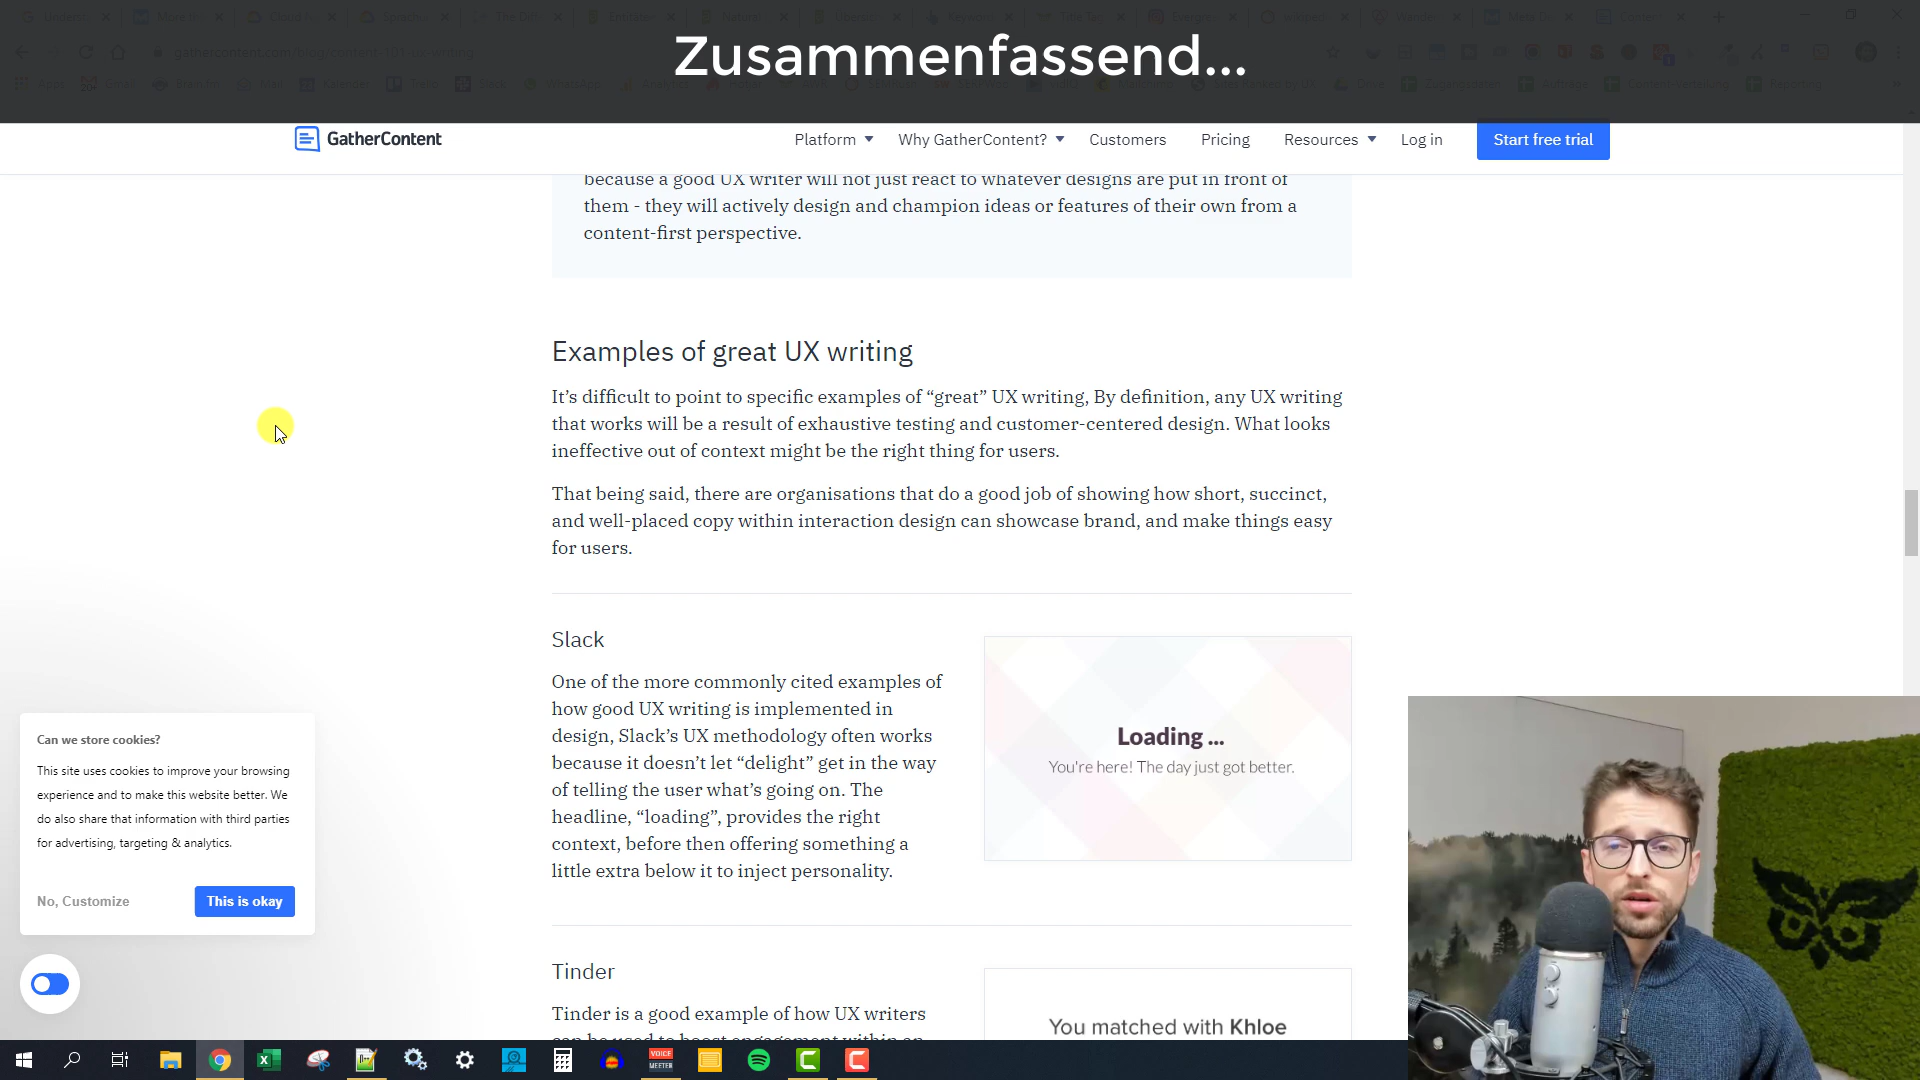 Zusammenfassend...
gathercontent.com/blog/content-101-ux-writing
GatherContent
Platform
Why GatherContent?
Customers
Pricing
Resources
Log in
Start free trial
because a good UX writer will not just react to whatever designs are put in front of
them - they will actively design and champion ideas or features of their own from a
content-first perspective.
Examples of great UX writing
It's difficult to point to specific examples of “great” UX writing, By definition, any UX writing
that works will be a result of exhaustive testing and customer-centered design. What looks
ineffective out of context might be the right thing for users.
That being said, there are organisations that do a good job of showing how short, succinct,
and well-placed copy within interaction design can showcase brand, and make things easy
for users.
Slack
One of the more commonly cited examples of
how good UX writing is implemented in
design, Slack's UX methodology often works
because it doesn't let “delight” get in the way
of telling the user what's going on. The
headline, “loading”, provides the right
context, before then offering something a
little extra below it to inject personality.
Loading ...
You're here! The day just got better.
Tinder
Tinder is a good example of how UX writers
You matched with Khloe
Can we store cookies?
This site uses cookies to improve your browsing
experience and to make this website better. We
do also share that information with third parties
for advertising, targeting & analytics.
No, Customize
This is okay
VOICE
MEETER